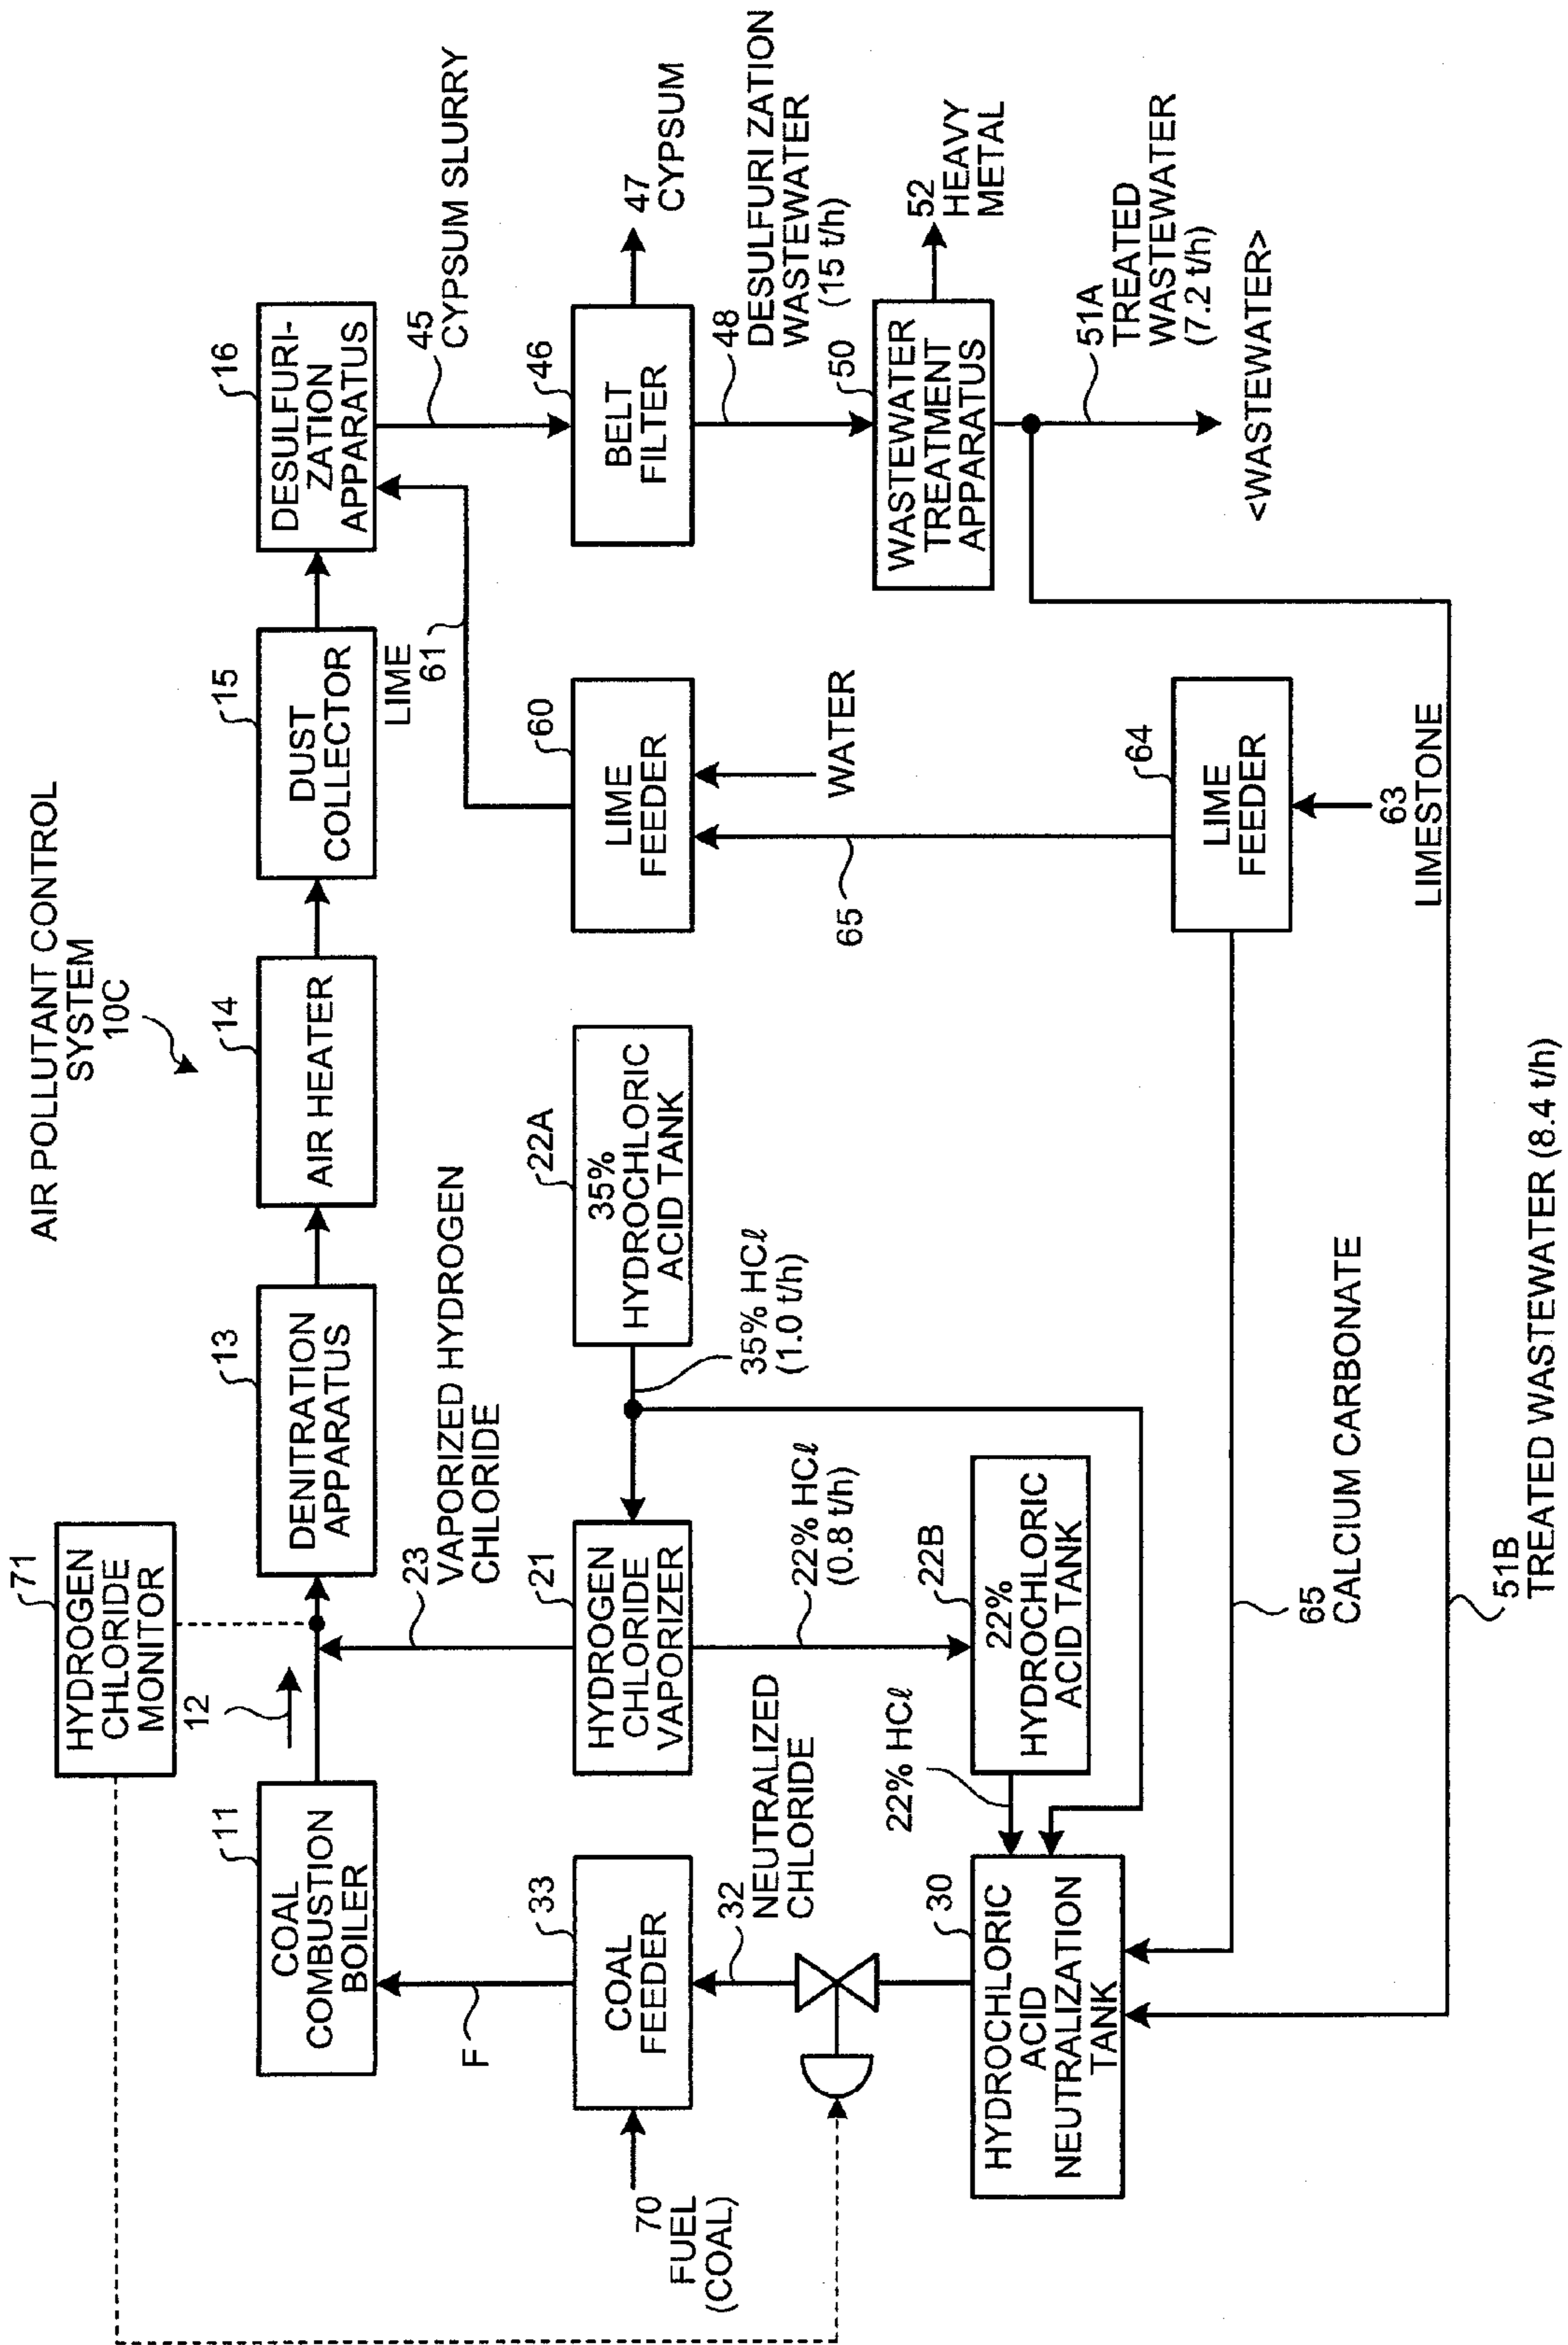 AIR POLLUTANT CONTROL
SYSTEM
10C
71
HYDROGEN
CHLORIDE
MONITOR
12
11
COAL
COMBUSTION
BOILER
13
DENITRATION
APPARATUS
14
AIR HEATER
15
DUST
COLLECTOR
16
DESULFURI-
ZATION
APPARATUS
F
23
VAPORIZED HYDROGEN
CHLORIDE
LIME
61
45
CYPSUM SLURRY
70
FUEL
(COAL)
33
COAL
FEEDER
21
HYDROGEN
CHLORIDE
VAPORIZER
22A
35%
HYDROCHLORIC
ACID TANK
35% HCℓ
(1.0 t/h)
60
LIME
FEEDER
WATER
46
BELT
FILTER
47
CYPSUM
32
NEUTRALIZED
CHLORIDE
22% HCℓ
(0.8 t/h)
48
DESULFURIZATION
WASTEWATER
(15 t/h)
65
22% HCℓ
22B
22%
HYDROCHLORIC
ACID TANK
30
HYDROCHLORIC
ACID
NEUTRALIZATION
TANK
50
WASTEWATER
TREATMENT
APPARATUS
52
HEAVY
METAL
51A
TREATED
WASTEWATER
(7.2 t/h)
<WASTEWATER>
64
LIME
FEEDER
63
LIMESTONE
65
CALCIUM CARBONATE
51B
TREATED WASTEWATER (8.4 t/h)